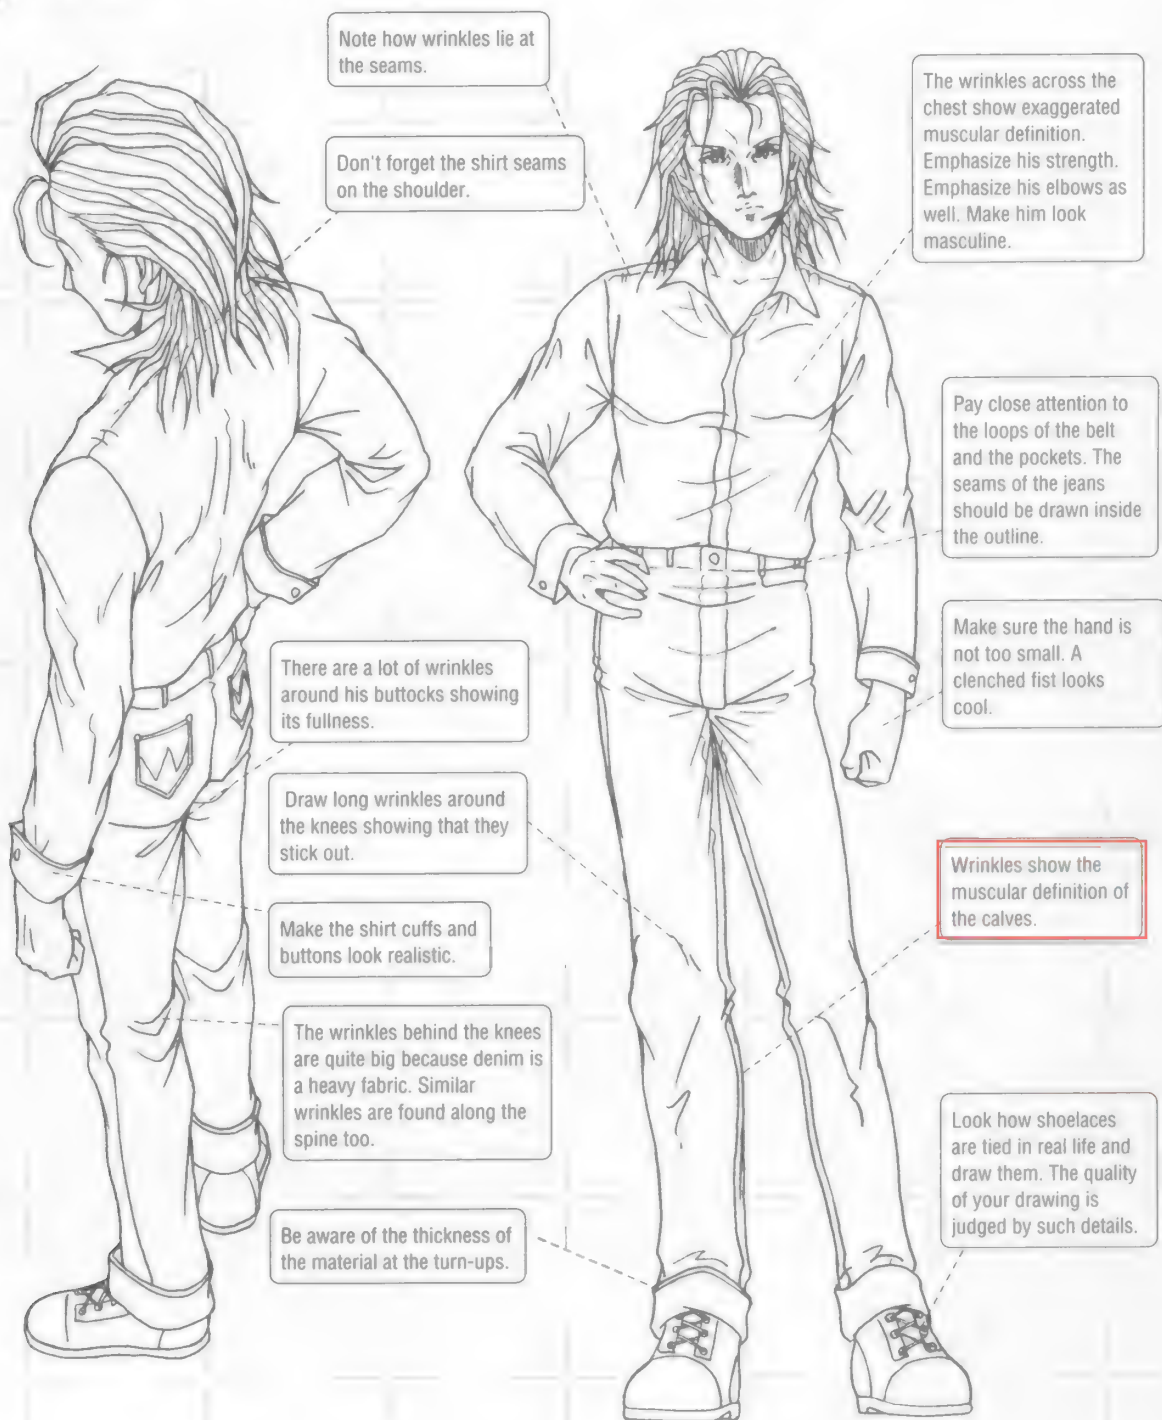 Note how wrinkles lie at
the seams.
Don't forget the shirt seams
on the shoulder.
The wrinkles across the
chest show exaggerated
muscular definition.
Emphasize his strength.
Emphasize his elbows as
well. Make him look
masculine.
Pay close attention to
the loops of the belt
and the pockets. The
seams of the jeans
should be drawn inside
the outline.
Make sure the hand is
not too small. A
clenched fist looks
cool.
There are a lot of wrinkles
around his buttocks showing
its fullness.
Draw long wrinkles around
the knees showing that they
stick out.
Wrinkles show the
muscular definition of
the calves.
Make the shirt cuffs and
buttons look realistic.
The wrinkles behind the knees
are quite big because denim is
a heavy fabric. Similar
wrinkles are found along the
spine too.
Look how shoelaces
are tied in real life and
draw them. The quality
of your drawing is
judged by such details.
Be aware of the thickness of
the material at the turn-ups.